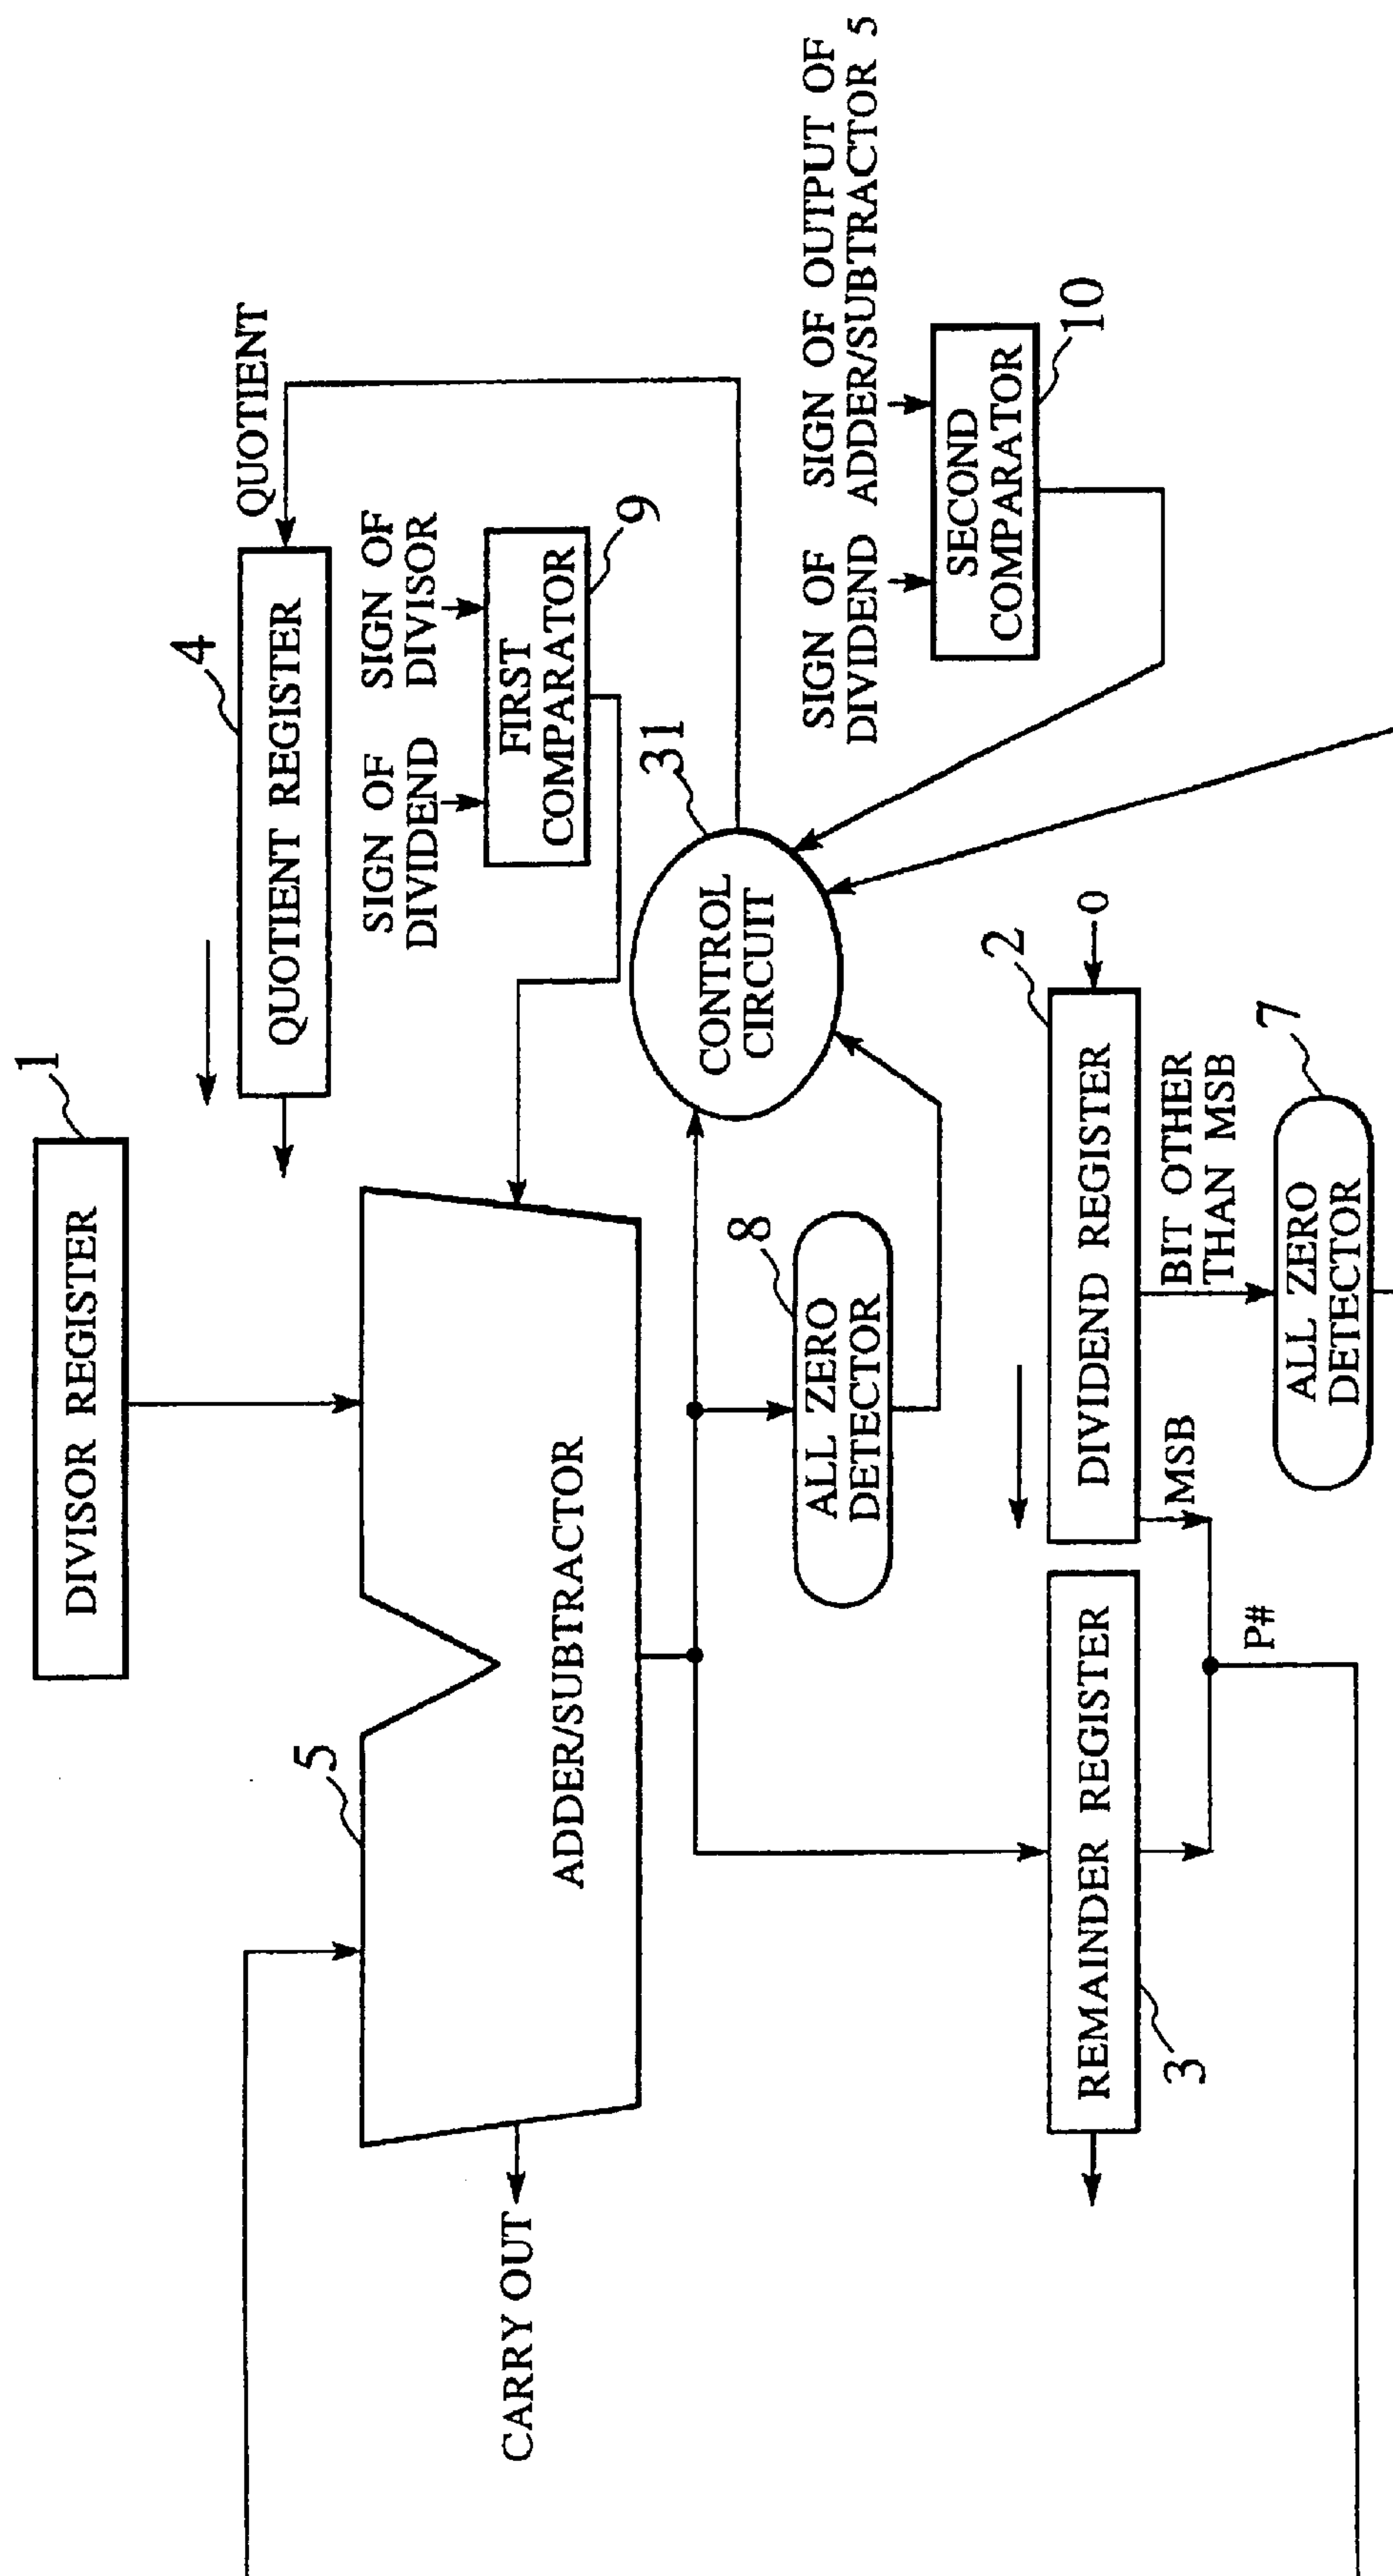 1
DIVISOR REGISTER
4
QUOTIENT REGISTER
QUOTIENT
5
ADDER/SUBTRACTOR
CARRY OUT
SIGN OF
DIVIDEND
SIGN OF
DIVISOR
FIRST
COMPARATOR
9
31
CONTROL
CIRCUIT
8
ALL ZERO
DETECTOR
SIGN OF
DIVIDEND
SIGN OF OUTPUT OF
ADDER/SUBTRACTOR 5
SECOND
COMPARATOR
10
REMAINDER REGISTER
3
2
DIVIDEND REGISTER
0
MSB
BIT OTHER
THAN MSB
P#
7
ALL ZERO
DETECTOR